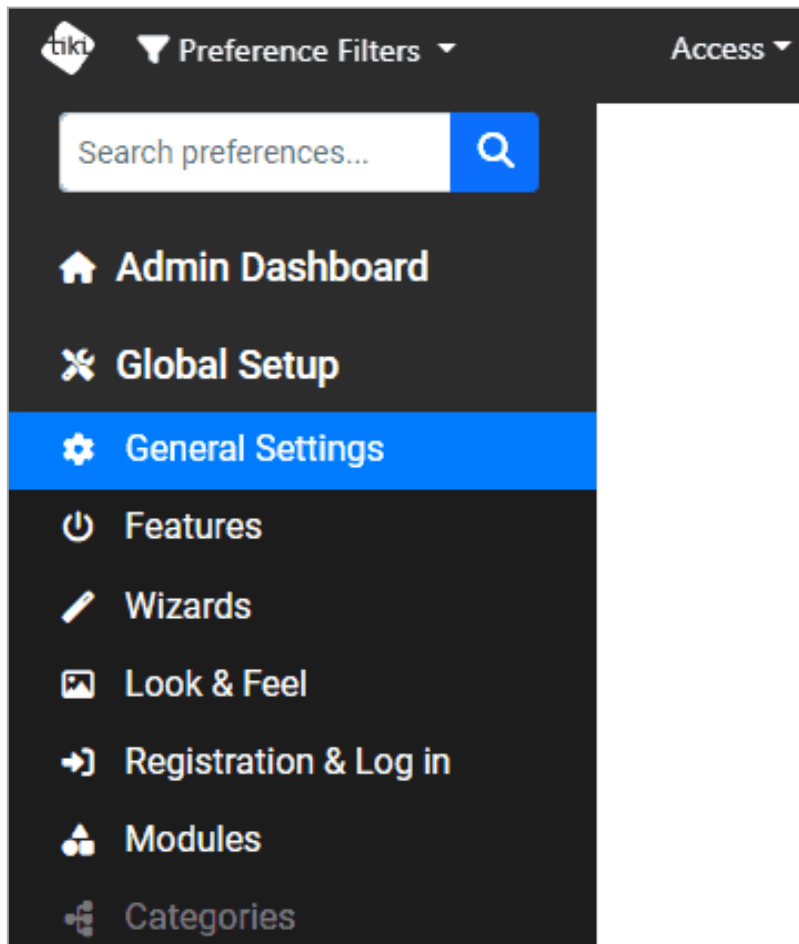 tiki Preference Filters Access
Search preferences...
Admin Dashboard
Global Setup
General Settings
Features
Wizards
Look & Feel
Registration & Log in
Modules
Categories